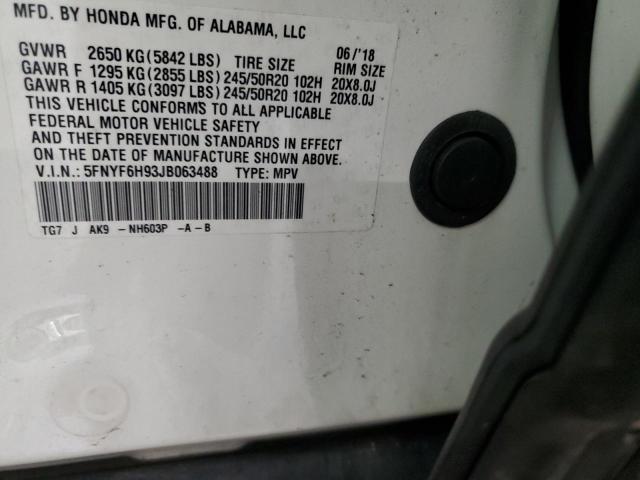 MFD. BY HONDA MFG. OF ALABAMA, LLC
GVWR 2650 KG (5842 LBS) TIRE SIZE 06/'18 RIM SIZE
GAWR F 1295 KG (2855 LBS) 245/50R20 102H 20X8.0J
GAWR R 1405 KG (3097 LBS) 245/50R20 102H 20X8.0J
THIS VEHICLE CONFORMS TO ALL APPLICABLE
FEDERAL MOTOR VEHICLE SAFETY
AND THEFT PREVENTION STANDARDS IN EFFECT
ON THE DATE OF MANUFACTURE SHOWN ABOVE.
V.I.N.: 5FNYF6H93JB063488 TYPE: MPV
TG7 J AK9 -NH603P -A-B